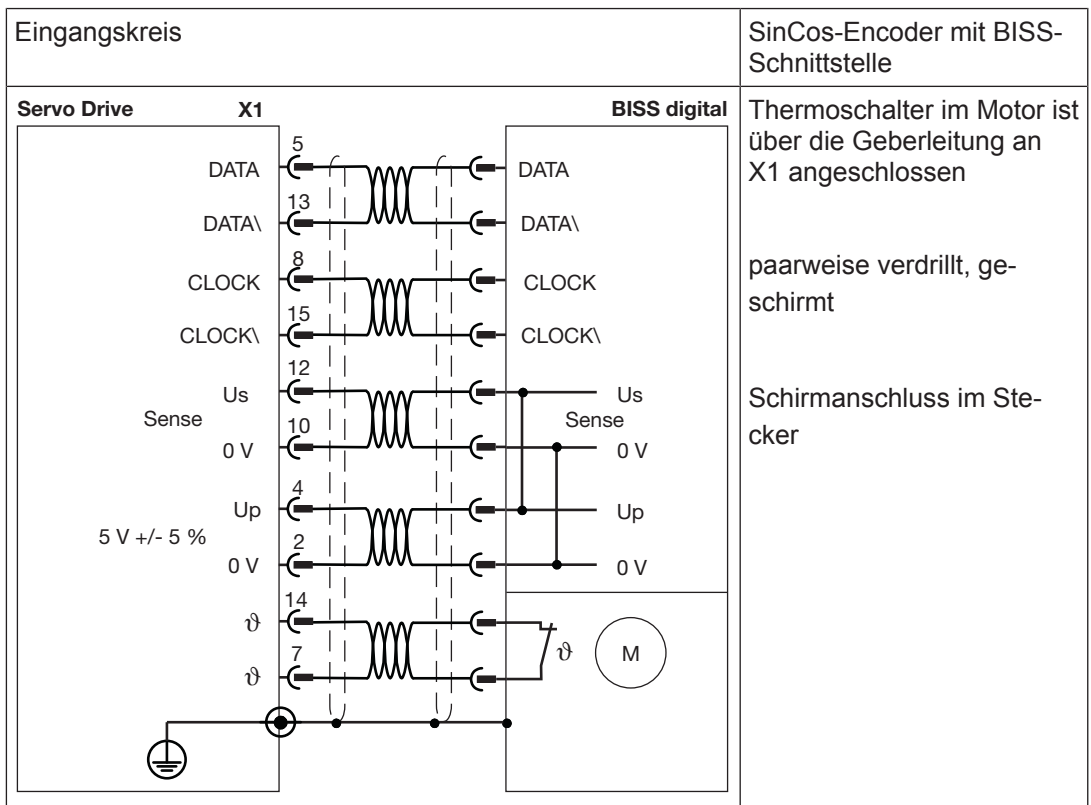 Eingangskreis
SinCos-Encoder mit BISS-
Schnittstelle
Servo Drive X1 BISS digital
Thermoschalter im Motor ist
über die Geberleitung an
X1 angeschlossen
paarweise verdrillt, ge-
schirmt
Schirmanschluss im Ste-
cker
5
DATA DATA
13
DATA\ DATA\
8
CLOCK CLOCK
15
CLOCK\ CLOCK\
12
Us Us
Sense Sense
10
0 V 0 V
4
Up Up
5 V +/- 5 %
2
0 V 0 V
14
ϑ
ϑ M
7
ϑ